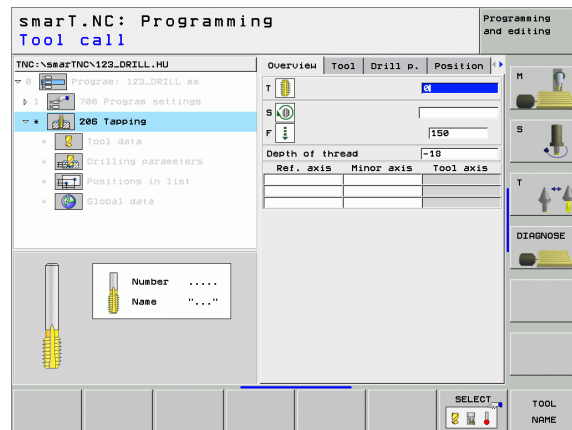 smarT.NC: Programming
Tool call
Programming
and editing
TNC:\smarTNC\123_DRILL.HU
0 Program: 123_DRILL mm
1 700 Program settings
* 206 Tapping
* Tool data
* Drilling parameters
* Positions in list
* Global data
Overview Tool Drill p. Position
T 0
S
F 150
Depth of thread -18
Ref. axis Minor axis Tool axis
Number .....
Name "..."
M
S
T
DIAGNOSE
SELECT
TOOL
NAME